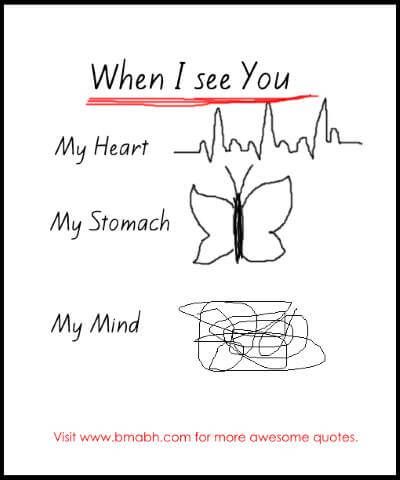 When I see You
My Heart
My Stomach
My Mind
Visit www.bmabh.com for more awesome quotes.